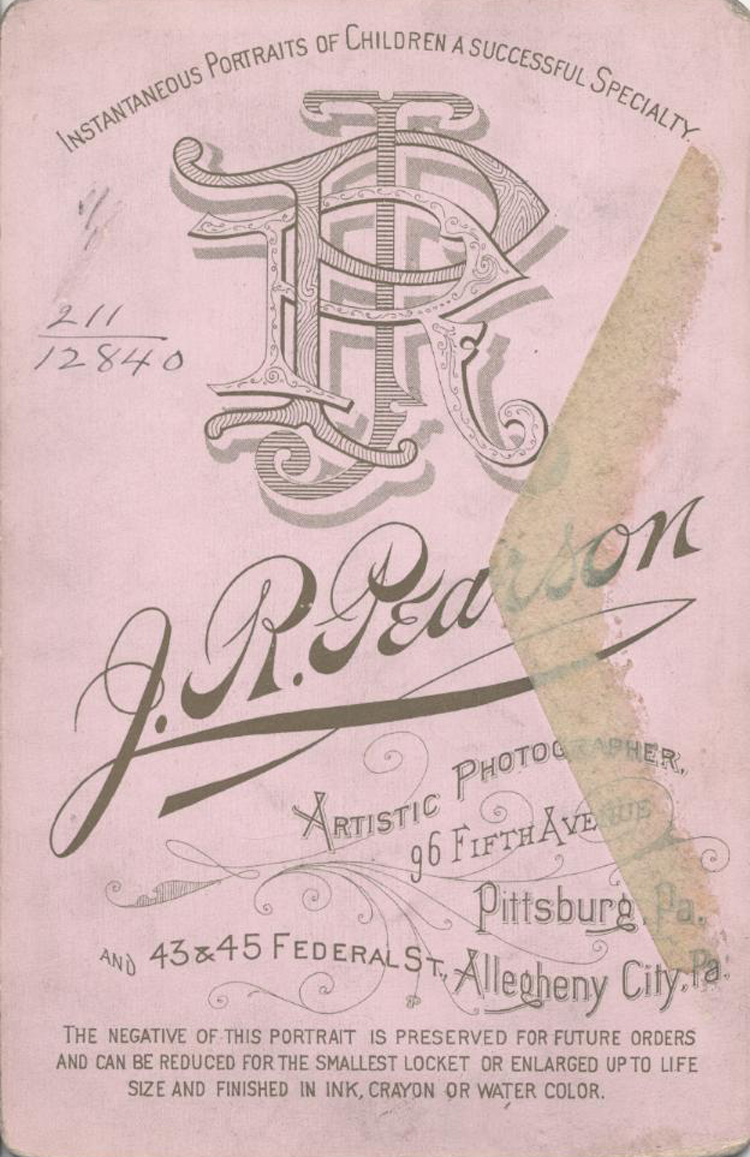 INSTANTANEOUS PORTRAITS OF CHILDREN A SUCCESSFUL SPECIALTY.
JRP
211
12840
J. R. Pearson
ARTISTIC PHOTOGRAPHER,
96 FIFTH AVENUE
Pittsburg, Pa.
AND 43 & 45 FEDERAL ST., Allegheny City, Pa.
THE NEGATIVE OF THIS PORTRAIT IS PRESERVED FOR FUTURE ORDERS
AND CAN BE REDUCED FOR THE SMALLEST LOCKET OR ENLARGED UP TO LIFE
SIZE AND FINISHED IN INK, CRAYON OR WATER COLOR.